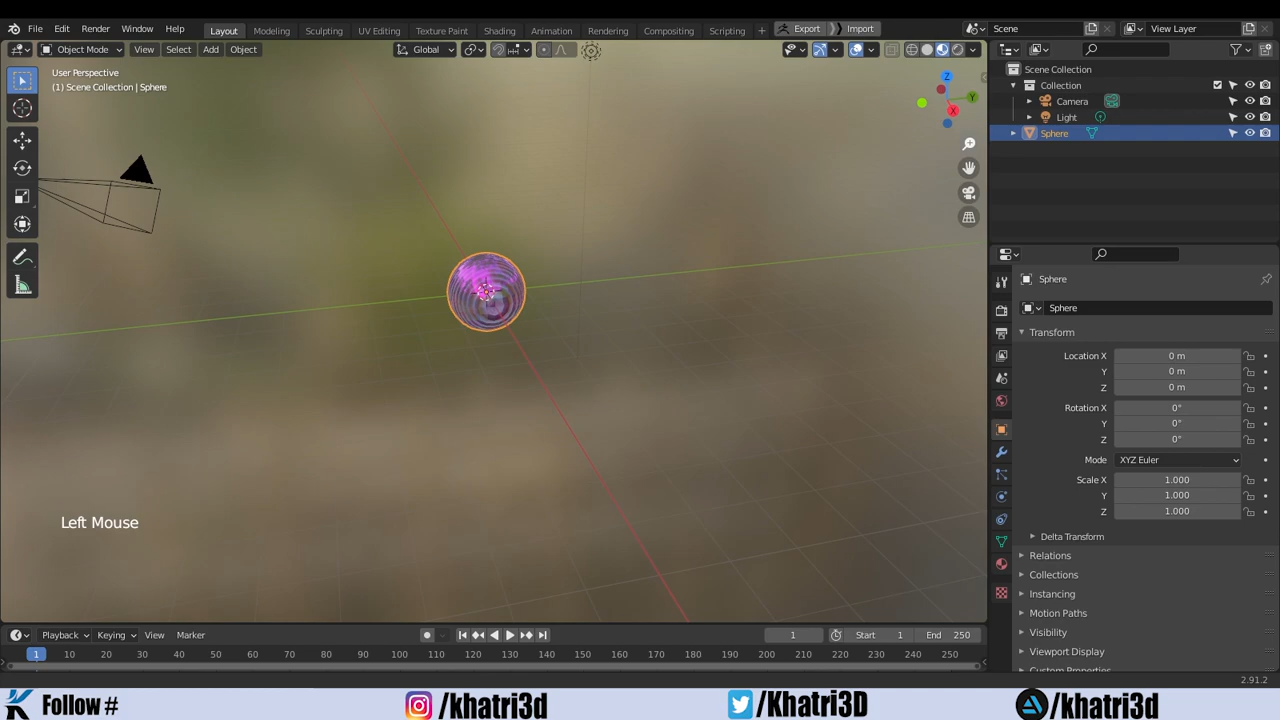 File Edit Render Window Help Layout Modeling Sculpting UV Editing Texture Paint Shading Animation Rendering Compositing Scripting + Export Import Scene View Layer
Object Mode View Select Add Object Global
User Perspective
(1) Scene Collection | Sphere
Z
Y
X
Left Mouse
Scene Collection
Collection
Camera
Light
Sphere
Sphere
Sphere
Transform
Location X 0 m
Y 0 m
Z 0 m
Rotation X 0°
Y 0°
Z 0°
Mode XYZ Euler
Scale X 1.000
Y 1.000
Z 1.000
Delta Transform
Relations
Collections
Instancing
Motion Paths
Visibility
Viewport Display
Custom Properties
Playback Keying View Marker 1 Start 1 End 250
1 10 20 30 40 50 60 70 80 90 100 110 120 130 140 150 160 170 180 190 200 210 220 230 240 250
2.91.2
Follow # /khatri3d /Khatri3D /khatri3d